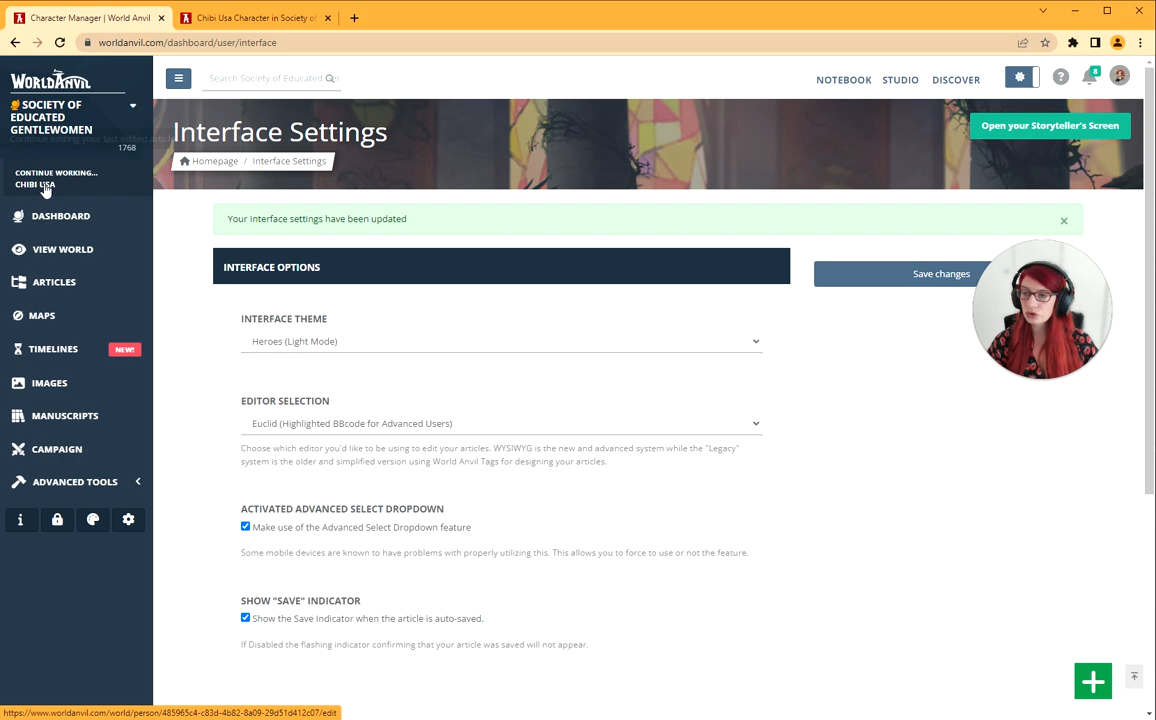 Character Manager | World Anvil
Chibi Usa Character in Society of
worldanvil.com/dashboard/user/interface
WORLDANVIL
SOCIETY OF
EDUCATED
GENTLEWOMEN
1768
CONTINUE WORKING...
CHIBI USA
DASHBOARD
VIEW WORLD
ARTICLES
MAPS
TIMELINES
NEW!
IMAGES
MANUSCRIPTS
CAMPAIGN
ADVANCED TOOLS
Search Society of Educated Gentlewomen
NOTEBOOK
STUDIO
DISCOVER
8
Interface Settings
Homepage / Interface Settings
Open your Storyteller's Screen
Your Interface settings have been updated
INTERFACE OPTIONS
Save changes
INTERFACE THEME
Heroes (Light Mode)
EDITOR SELECTION
Euclid (Highlighted BBcode for Advanced Users)
Choose which editor you'd like to be using to edit your articles. WYSIWYG is the new and advanced system while the "Legacy"
system is the older and simplified version using World Anvil Tags for designing your articles.
ACTIVATED ADVANCED SELECT DROPDOWN
Make use of the Advanced Select Dropdown feature
Some mobile devices are known to have problems with properly utilizing this. This allows you to force to use or not the feature.
SHOW "SAVE" INDICATOR
Show the Save Indicator when the article is auto-saved.
If Disabled the flashing indicator confirming that your article was saved will not appear.
https://www.worldanvil.com/world/person/485965c4-c83d-4b82-8a09-29d51d412c07/edit